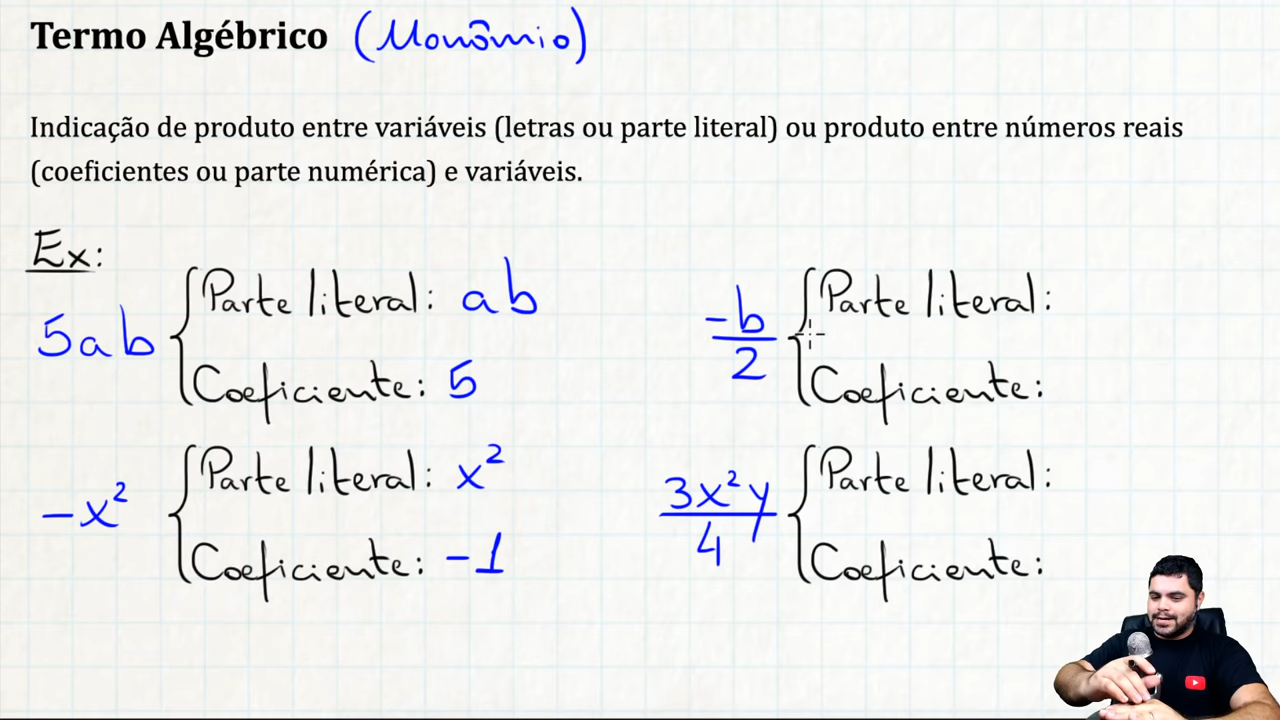 Termo Algébrico (Monômio)
Indicação de produto entre variáveis (letras ou parte literal) ou produto entre números reais
(coeficientes ou parte numérica) e variáveis.
Ex:
5ab { Parte literal: ab
Coeficiente: 5
-x² { Parte literal: x²
Coeficiente: -1
-b/2 { Parte literal:
Coeficiente:
3x²y/4 { Parte literal:
Coeficiente: